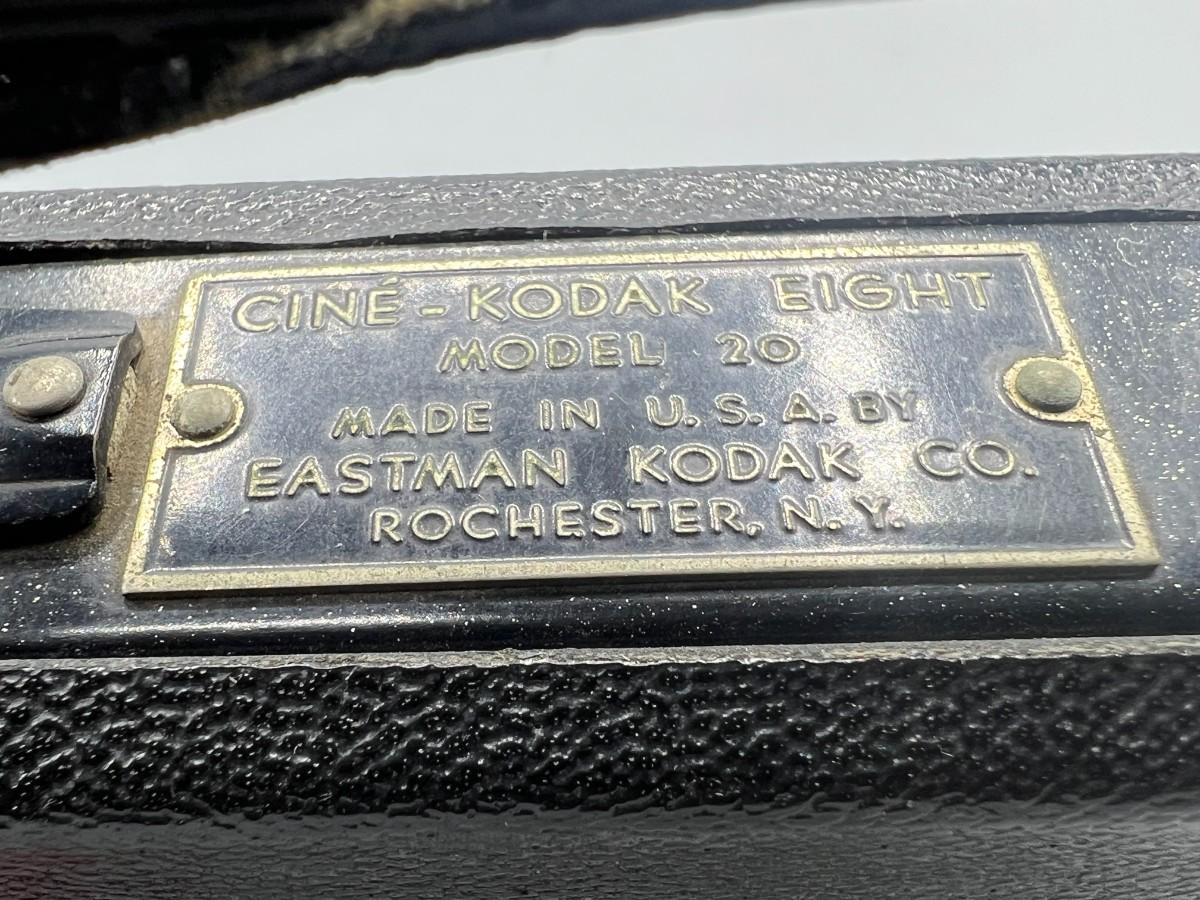 CINÉ-KODAK EIGHT
MODEL 20
MADE IN U.S.A. BY
EASTMAN KODAK CO.
ROCHESTER, N.Y.